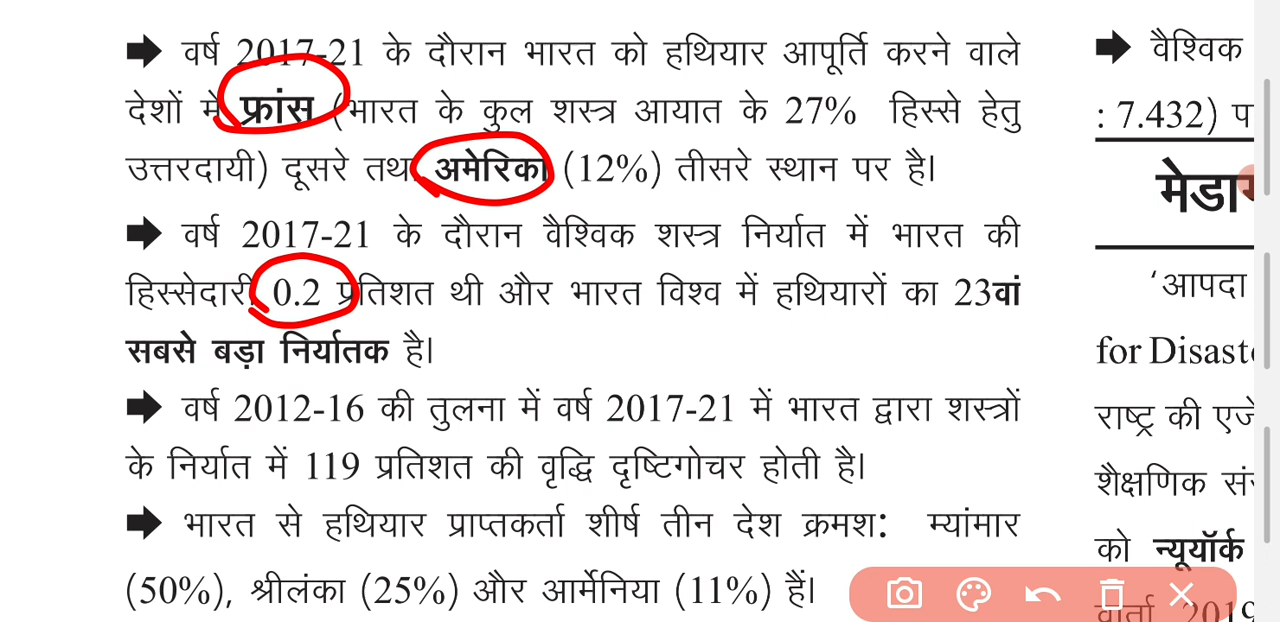 ➡ वर्ष 2017-21 के दौरान भारत को हथियार आपूर्ति करने वाले
देशों में फ्रांस (भारत के कुल शस्त्र आयात के 27% हिस्से हेतु
उत्तरदायी) दूसरे तथा अमेरिका (12%) तीसरे स्थान पर है।
➡ वर्ष 2017-21 के दौरान वैश्विक शस्त्र निर्यात में भारत की
हिस्सेदारी 0.2 प्रतिशत थी और भारत विश्व में हथियारों का 23वां
सबसे बड़ा निर्यातक है।
➡ वर्ष 2012-16 की तुलना में वर्ष 2017-21 में भारत द्वारा शस्त्रों
के निर्यात में 119 प्रतिशत की वृद्धि दृष्टिगोचर होती है।
➡ भारत से हथियार प्राप्तकर्ता शीर्ष तीन देश क्रमश: म्यांमार
(50%), श्रीलंका (25%) और आर्मेनिया (11%) हैं।
➡ वैश्विक
: 7.432) प
'आपदा
for
राष्ट्र की
शैक्षणिक
को न्यूयॉर्क
वार्ता 2019